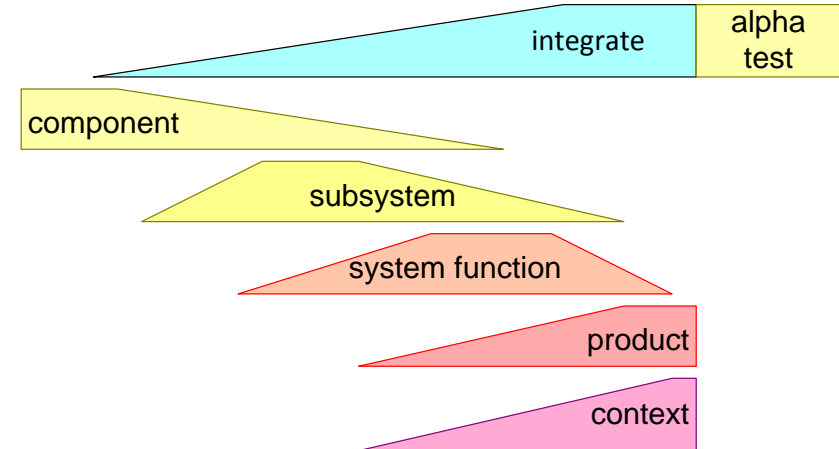 integrate
alpha
test
component
subsystem
system function
product
context